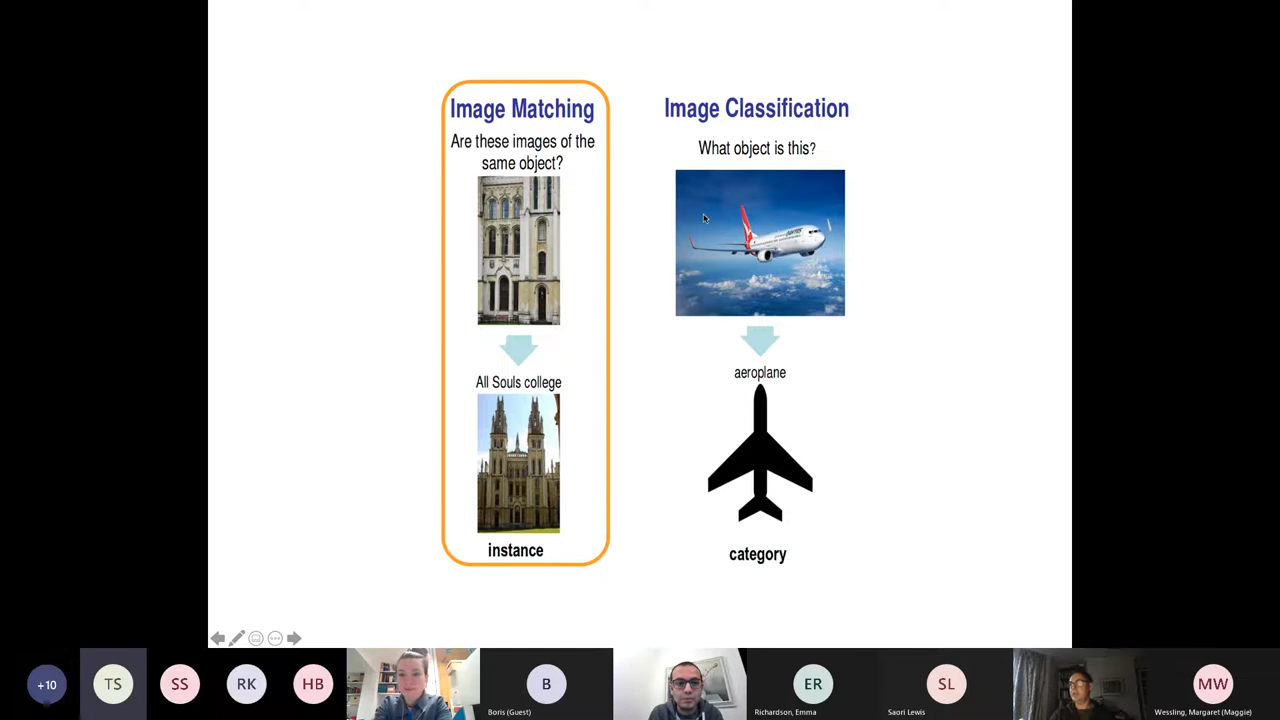 Image Matching
Are these images of the
same object?
All Souls college
instance
Image Classification
What object is this?
aeroplane
category
+10
TS
SS
RK
HB
B
Boris (Guest)
ER
Richardson, Emma
SL
Saori Lewis
MW
Wessling, Margaret (Maggie)